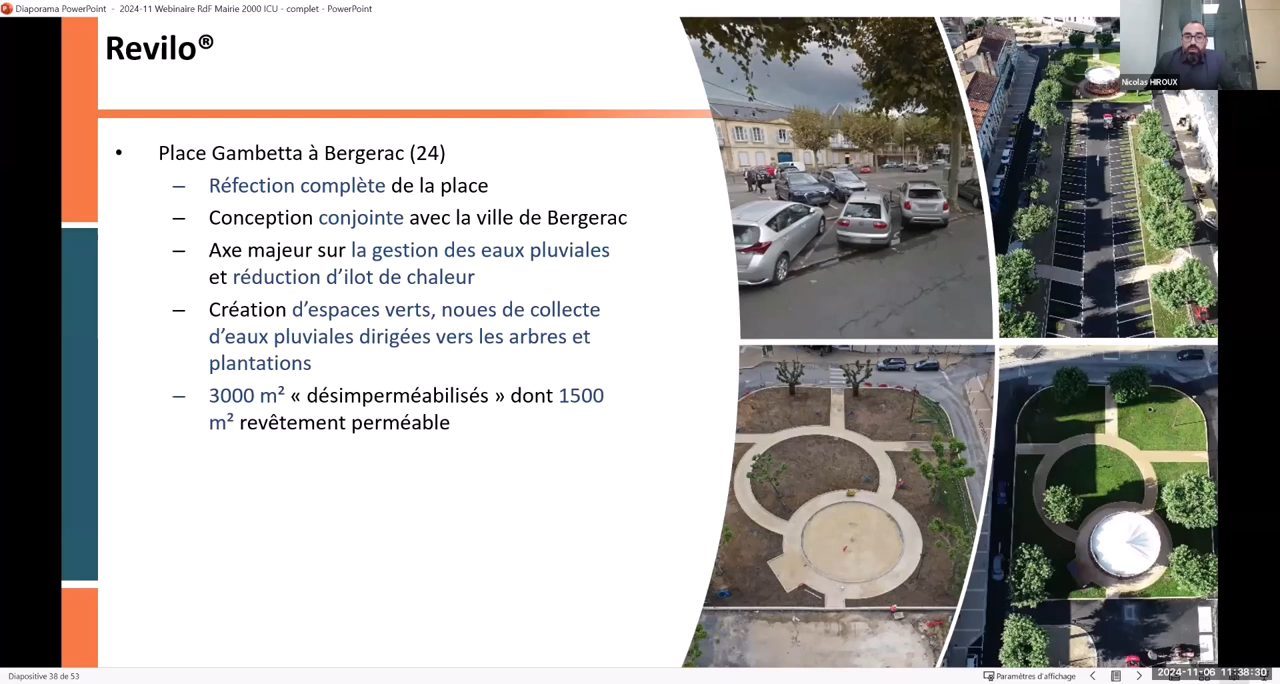 Diaporama PowerPoint - 2024-11 Webinaire RdF Mairie 2000 ICU - complet - PowerPoint
Revilo®
Nicolas HIROUX
• Place Gambetta à Bergerac (24)
– Réfection complète de la place
– Conception conjointe avec la ville de Bergerac
– Axe majeur sur la gestion des eaux pluviales
et réduction d’ilot de chaleur
– Création d’espaces verts, noues de collecte
d’eaux pluviales dirigées vers les arbres et
plantations
– 3000 m² « désimperméabilisés » dont 1500
m² revêtement perméable
Diapositive 38 de 53
Paramètres d'affichage
2024-11-06 11:38:30